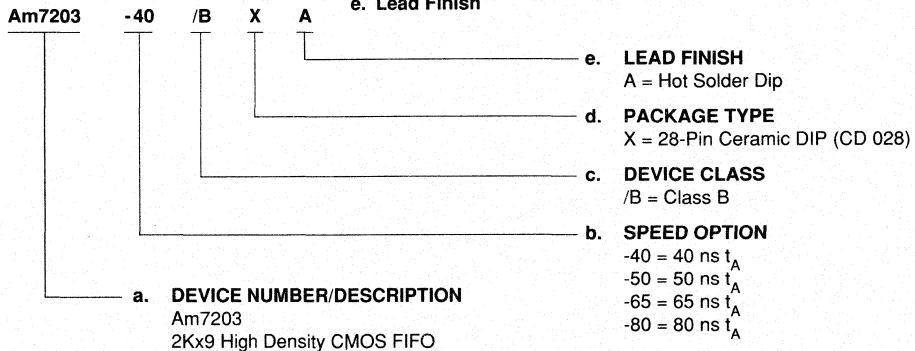 e. Lead Finish
Am7203 -40 /B X A
e. LEAD FINISH
A = Hot Solder Dip
d. PACKAGE TYPE
X = 28-Pin Ceramic DIP (CD 028)
c. DEVICE CLASS
/B = Class B
b. SPEED OPTION
-40 = 40 ns tA
-50 = 50 ns tA
-65 = 65 ns tA
-80 = 80 ns tA
a. DEVICE NUMBER/DESCRIPTION
Am7203
2Kx9 High Density CMOS FIFO